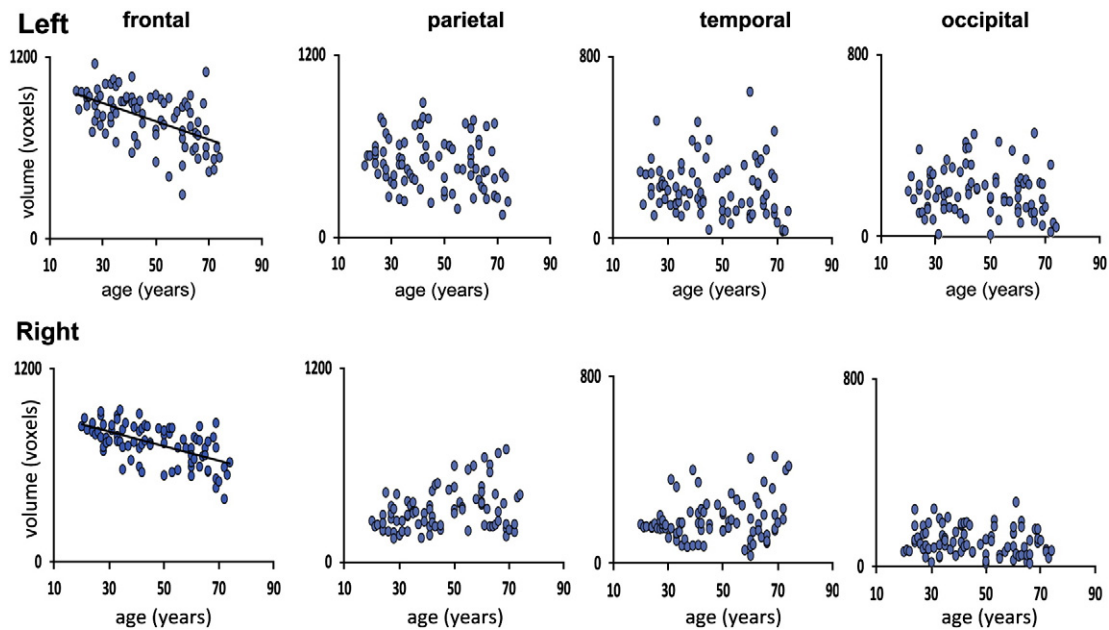 Left frontal parietal temporal occipital
1200 1200 800 800
volume (voxels)
0 0 0 0
10 30 50 70 90 10 30 50 70 90 10 30 50 70 90 10 30 50 70 90
age (years) age (years) age (years) age (years)
Right
1200 1200 800 800
volume (voxels)
0 0 0 0
10 30 50 70 90 10 30 50 70 90 10 30 50 70 90 10 30 50 70 90
age (years) age (years) age (years) age (years)